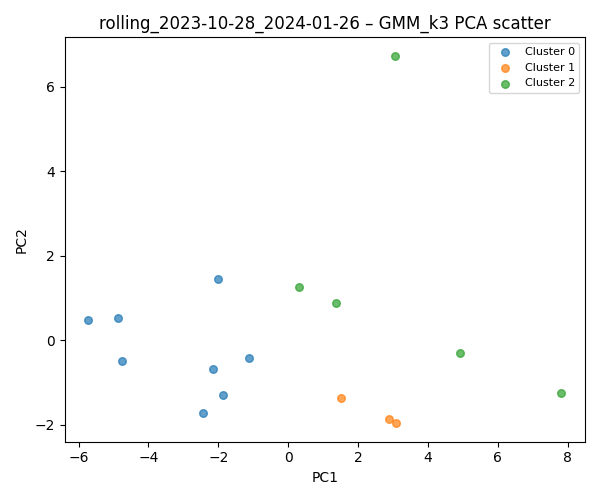 rolling_2023-10-28_2024-01-26 – GMM_k3 PCA scatter
Cluster 0
Cluster 1
Cluster 2
PC2
6
4
2
0
−2
−6
−4
−2
0
2
4
6
8
PC1